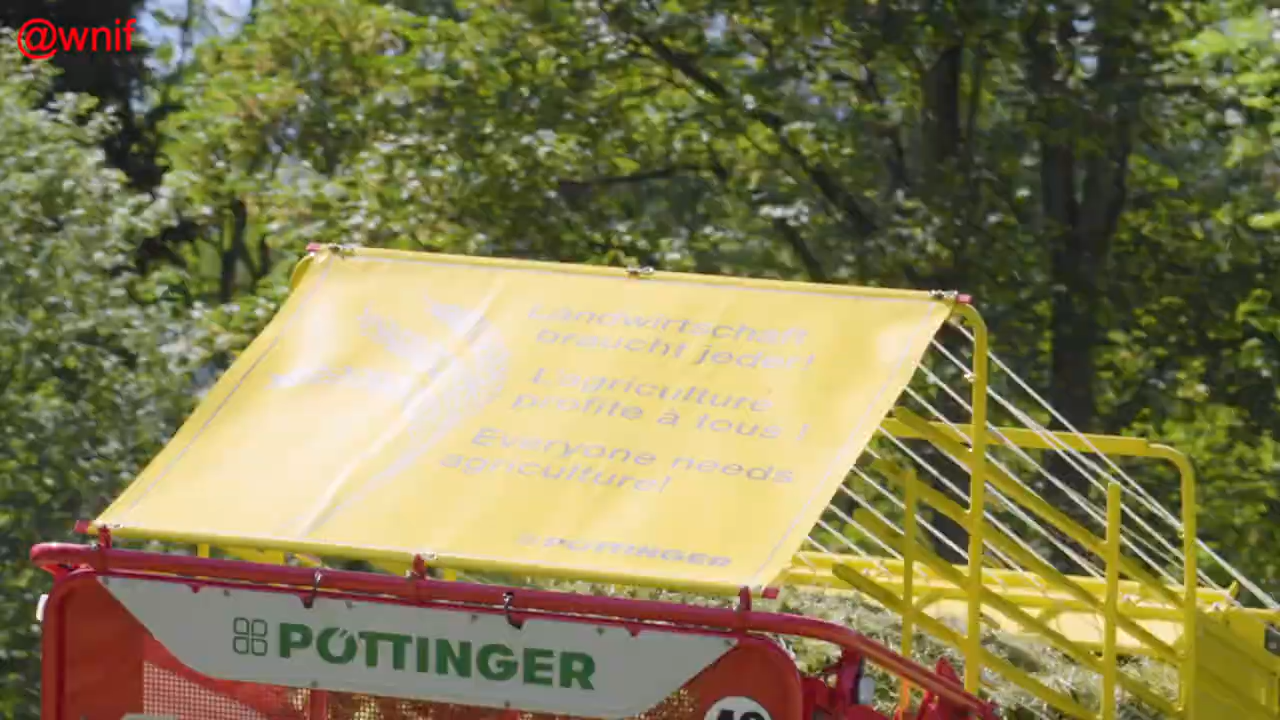 @wnif
Landwirtschaft
braucht jeder!
L'agriculture
profite à tous !
Everyone needs
agriculture!
PÖTTINGER
PÖTTINGER